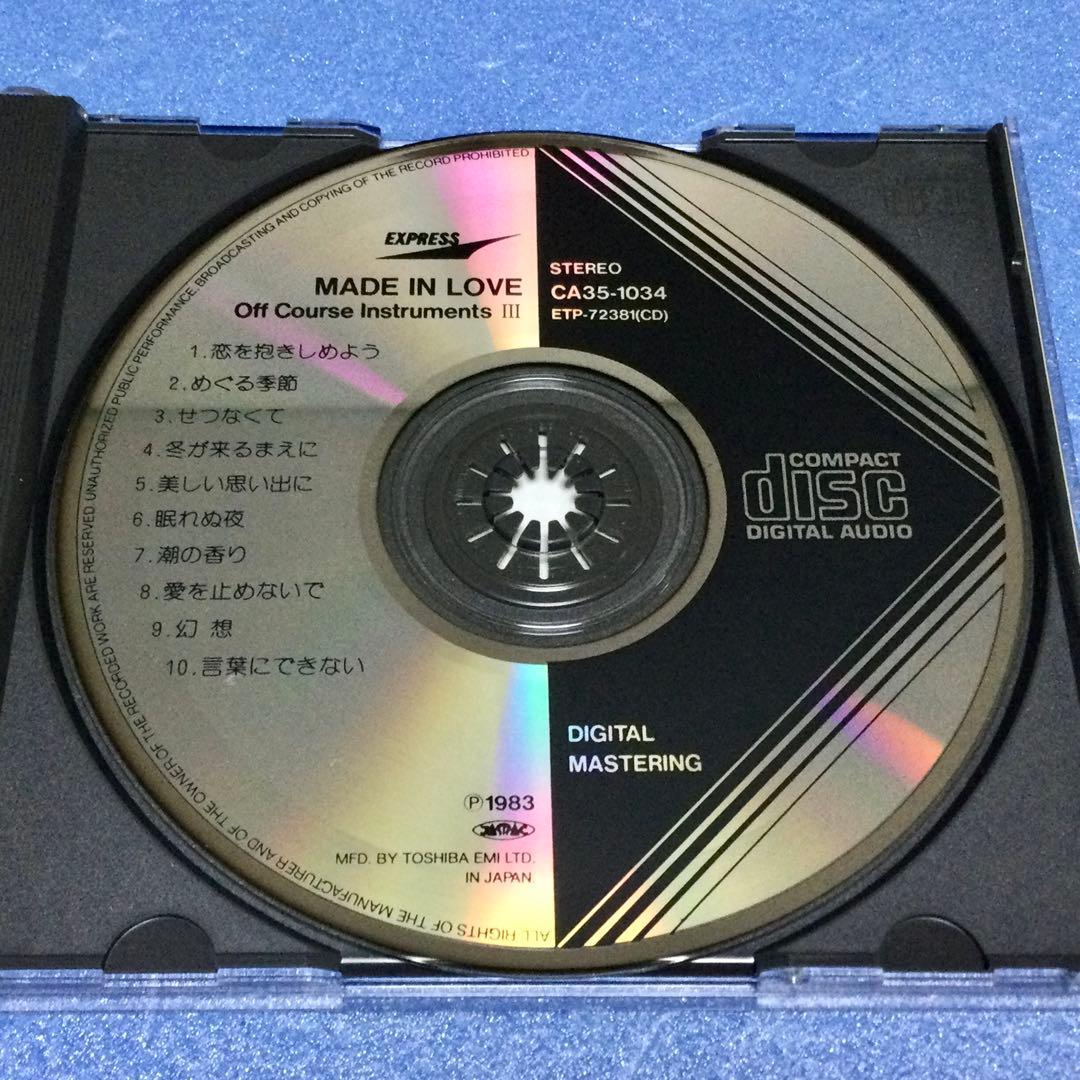 EXPRESS
MADE IN LOVE
Off Course Instruments III
1.恋を抱きしめよう
2.めぐる季節
3.せつなくて
4.冬が来るまえに
5.美しい思い出に
6.眠れぬ夜
7.潮の香り
8.愛を止めないで
9.幻 想
10.言葉にできない
℗1983
JASRAC
MFD. BY TOSHIBA EMI LTD.
IN JAPAN.
STEREO
CA35-1034
ETP-72381(CD)
COMPACT
disc
DIGITAL AUDIO
DIGITAL
MASTERING
ALL RIGHTS OF THE MANUFACTURER AND OF THE OWNER OF THE RECORDED WORK ARE RESERVED. UNAUTHORIZED PUBLIC PERFORMANCE, BROADCASTING AND COPYING OF THE RECORD PROHIBITED